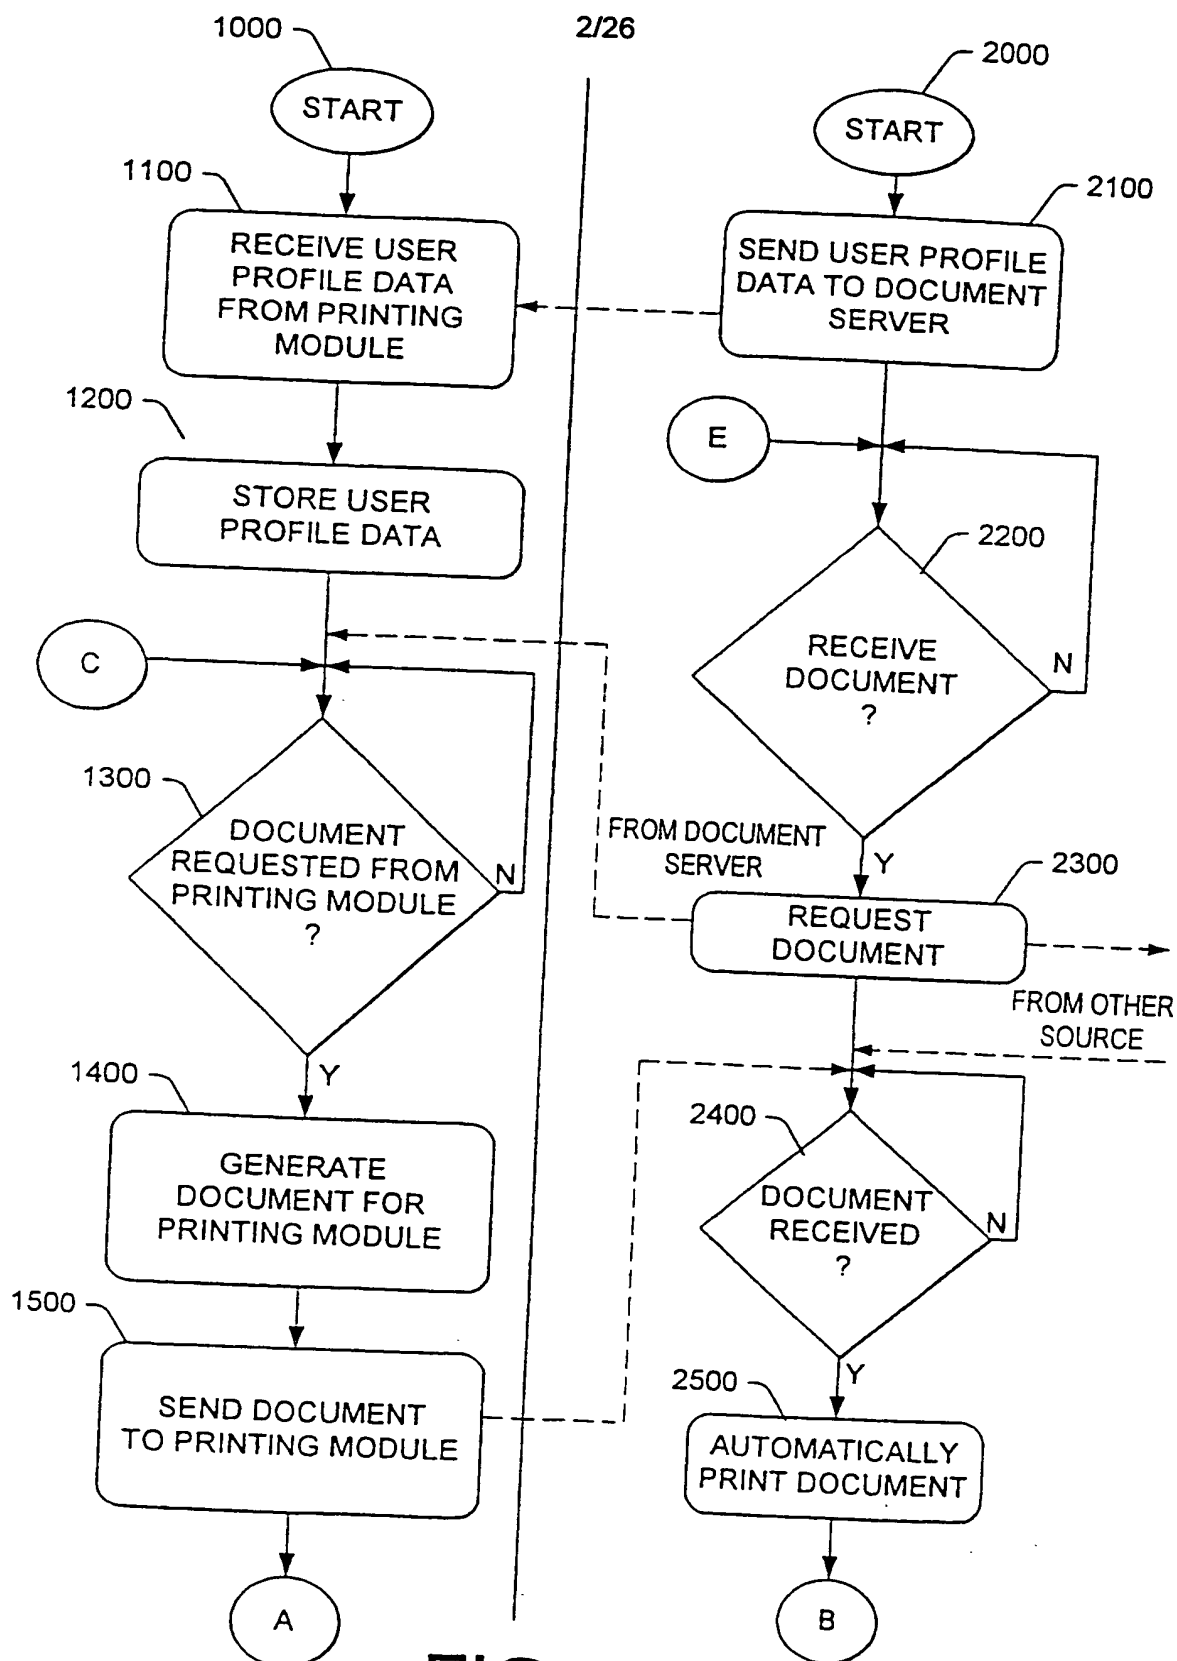 2/26
1000
START
1100
RECEIVE USER
PROFILE DATA
FROM PRINTING
MODULE
1200
STORE USER
PROFILE DATA
C
1300
DOCUMENT
REQUESTED FROM
PRINTING MODULE
?
N
Y
1400
GENERATE
DOCUMENT FOR
PRINTING MODULE
1500
SEND DOCUMENT
TO PRINTING MODULE
A
2000
START
2100
SEND USER PROFILE
DATA TO DOCUMENT
SERVER
E
2200
RECEIVE
DOCUMENT
?
N
Y
FROM DOCUMENT
SERVER
2300
REQUEST
DOCUMENT
FROM OTHER
SOURCE
2400
DOCUMENT
RECEIVED
?
N
Y
2500
AUTOMATICALLY
PRINT DOCUMENT
B